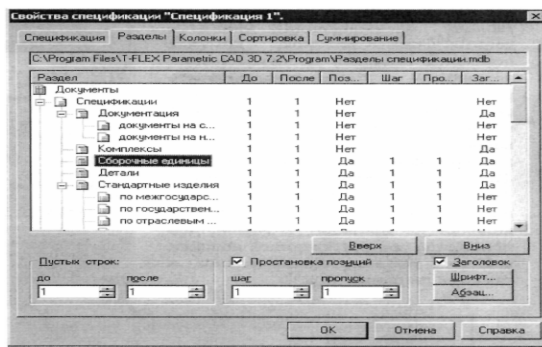 Свойства спецификации "Спецификация 1".
Спецификация Разделы Колонки Сортировка Суммирование
C:\Program Files\T-FLEX Parametric CAD 3D 7.2\Program\Разделы спецификации.mdb
Раздел До После Поз... Шаг Про... Заг...
Документы
Спецификации 1 1 Нет Нет
Документация 1 1 Нет Да
документы на с... 1 1 Нет Нет
документы на н... 1 1 Нет Нет
Комплексы 1 1 Нет Да
Сборочные единицы 1 1 Да 1 1 Да
Детали 1 1 Да 1 1 Да
Стандартные изделия 1 1 Да 1 1 Да
по межгосударс... 1 1 Да 1 1 Нет
по государствен... 1 1 Да 1 1 Нет
по отраслевым ... 1 1 Да 1 1 Нет
Вверх Вниз
Пустых строк: Простановка позиций Заголовок
до после шаг пропуск Шрифт...
1 1 1 1 Абзац...
OK Отмена Справка